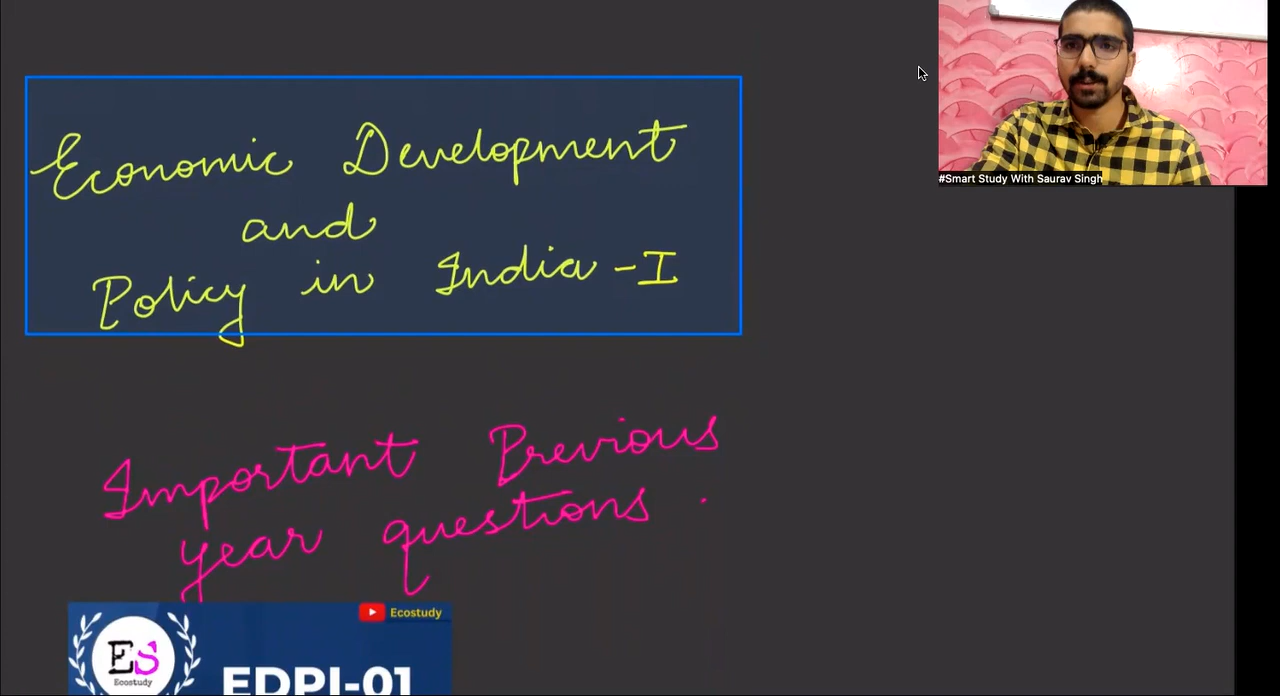 Economic Development
and
Policy in India - I
Important Previous
year questions.
#Smart Study With Saurav Singh
Ecostudy
ES
Ecostudy
EDPI-01